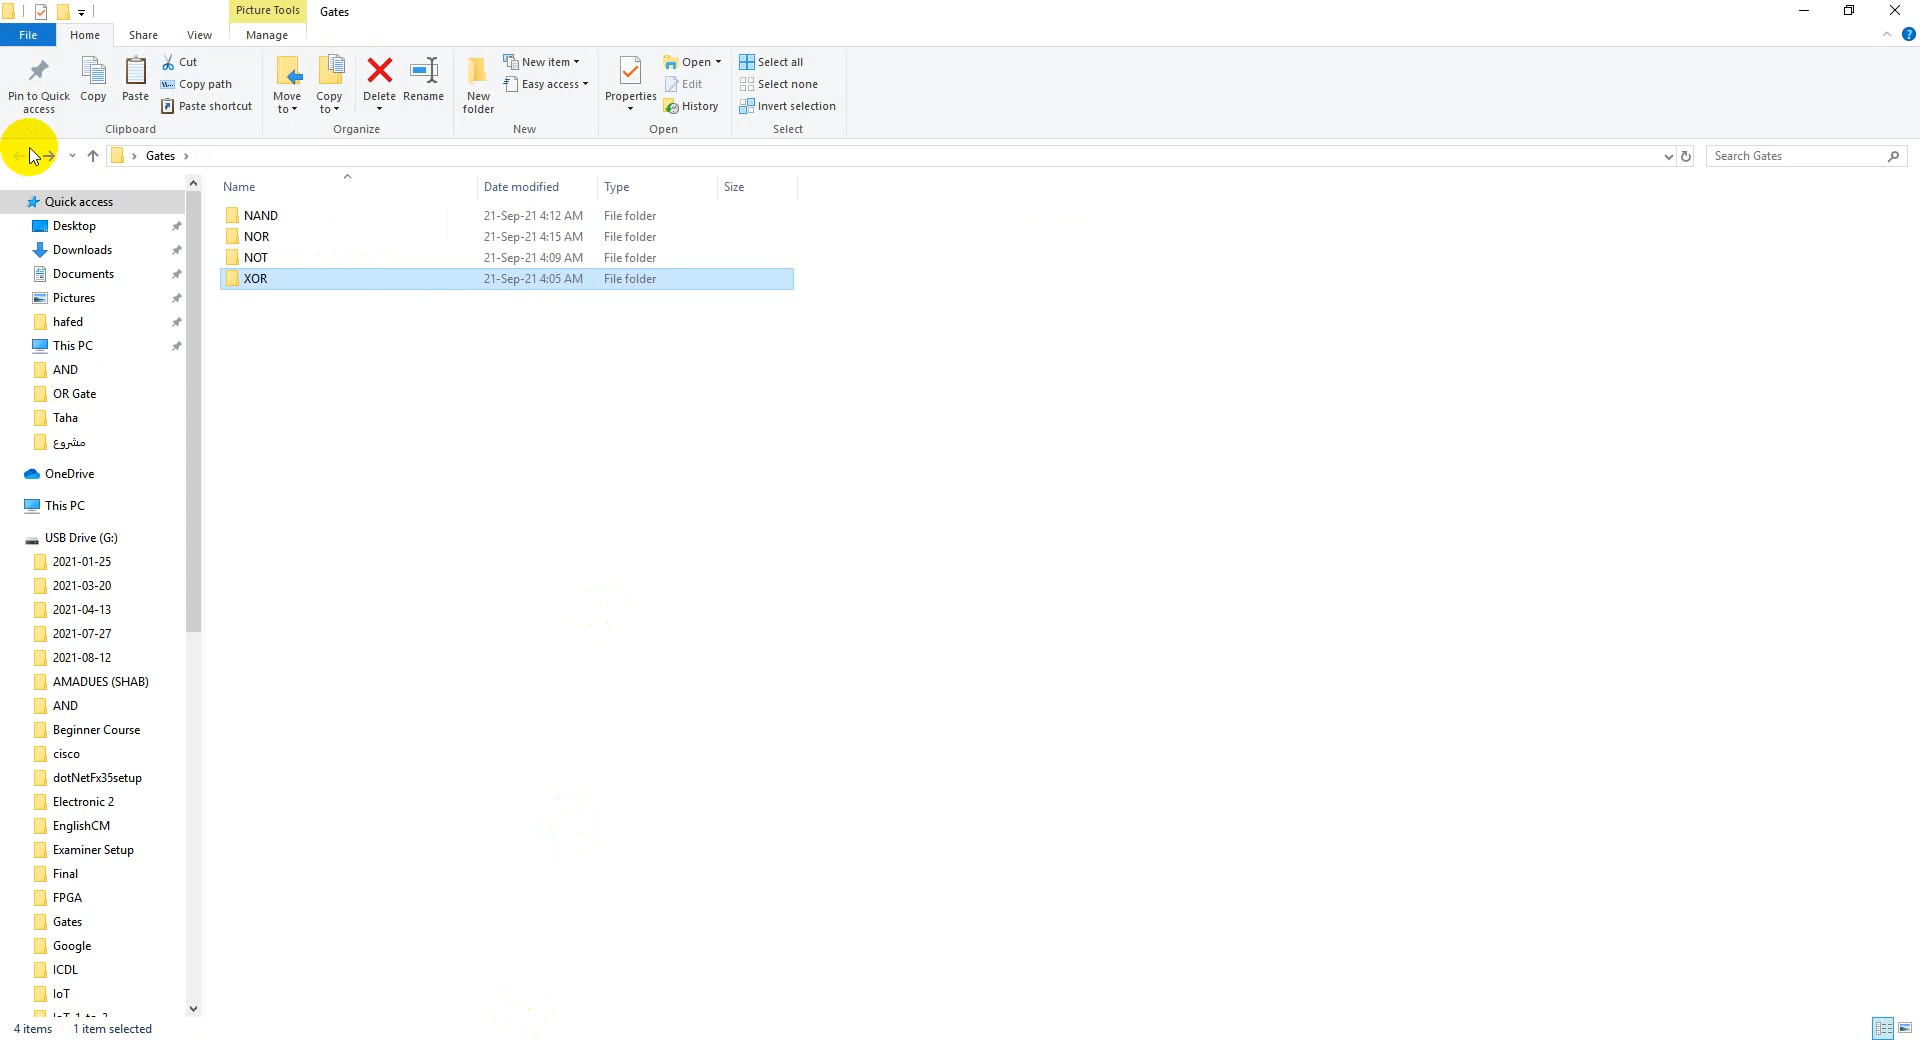 Picture Tools
Gates
File
Home
Share
View
Manage
Pin to Quick access
Copy
Paste
Cut
Copy path
Paste shortcut
Clipboard
Move to
Copy to
Delete
Rename
Organize
New folder
New item
Easy access
New
Properties
Open
Edit
History
Open
Select all
Select none
Invert selection
Select
Gates
Search Gates
Quick access
Desktop
Downloads
Documents
Pictures
hafed
This PC
AND
OR Gate
Taha
مشروع
OneDrive
This PC
USB Drive (G:)
2021-01-25
2021-03-20
2021-04-13
2021-07-27
2021-08-12
AMADUES (SHAB)
AND
Beginner Course
cisco
dotNetFx35setup
Electronic 2
EnglishCM
Examiner Setup
Final
FPGA
Gates
Google
ICDL
IoT
Name Date modified Type Size
NAND 21-Sep-21 4:12 AM File folder
NOR 21-Sep-21 4:15 AM File folder
NOT 21-Sep-21 4:09 AM File folder
XOR 21-Sep-21 4:05 AM File folder
4 items 1 item selected